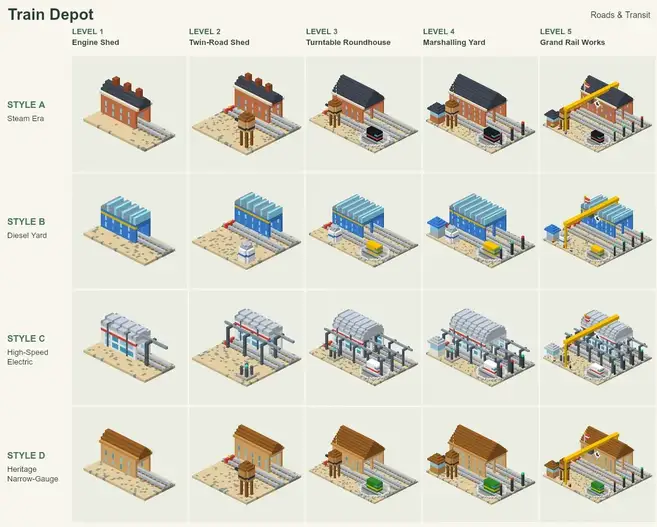 Train Depot
Roads & Transit
LEVEL 1
Engine Shed
LEVEL 2
Twin-Road Shed
LEVEL 3
Turntable Roundhouse
LEVEL 4
Marshalling Yard
LEVEL 5
Grand Rail Works
STYLE A
Steam Era
STYLE B
Diesel Yard
STYLE C
High-Speed
Electric
STYLE D
Heritage
Narrow-Gauge